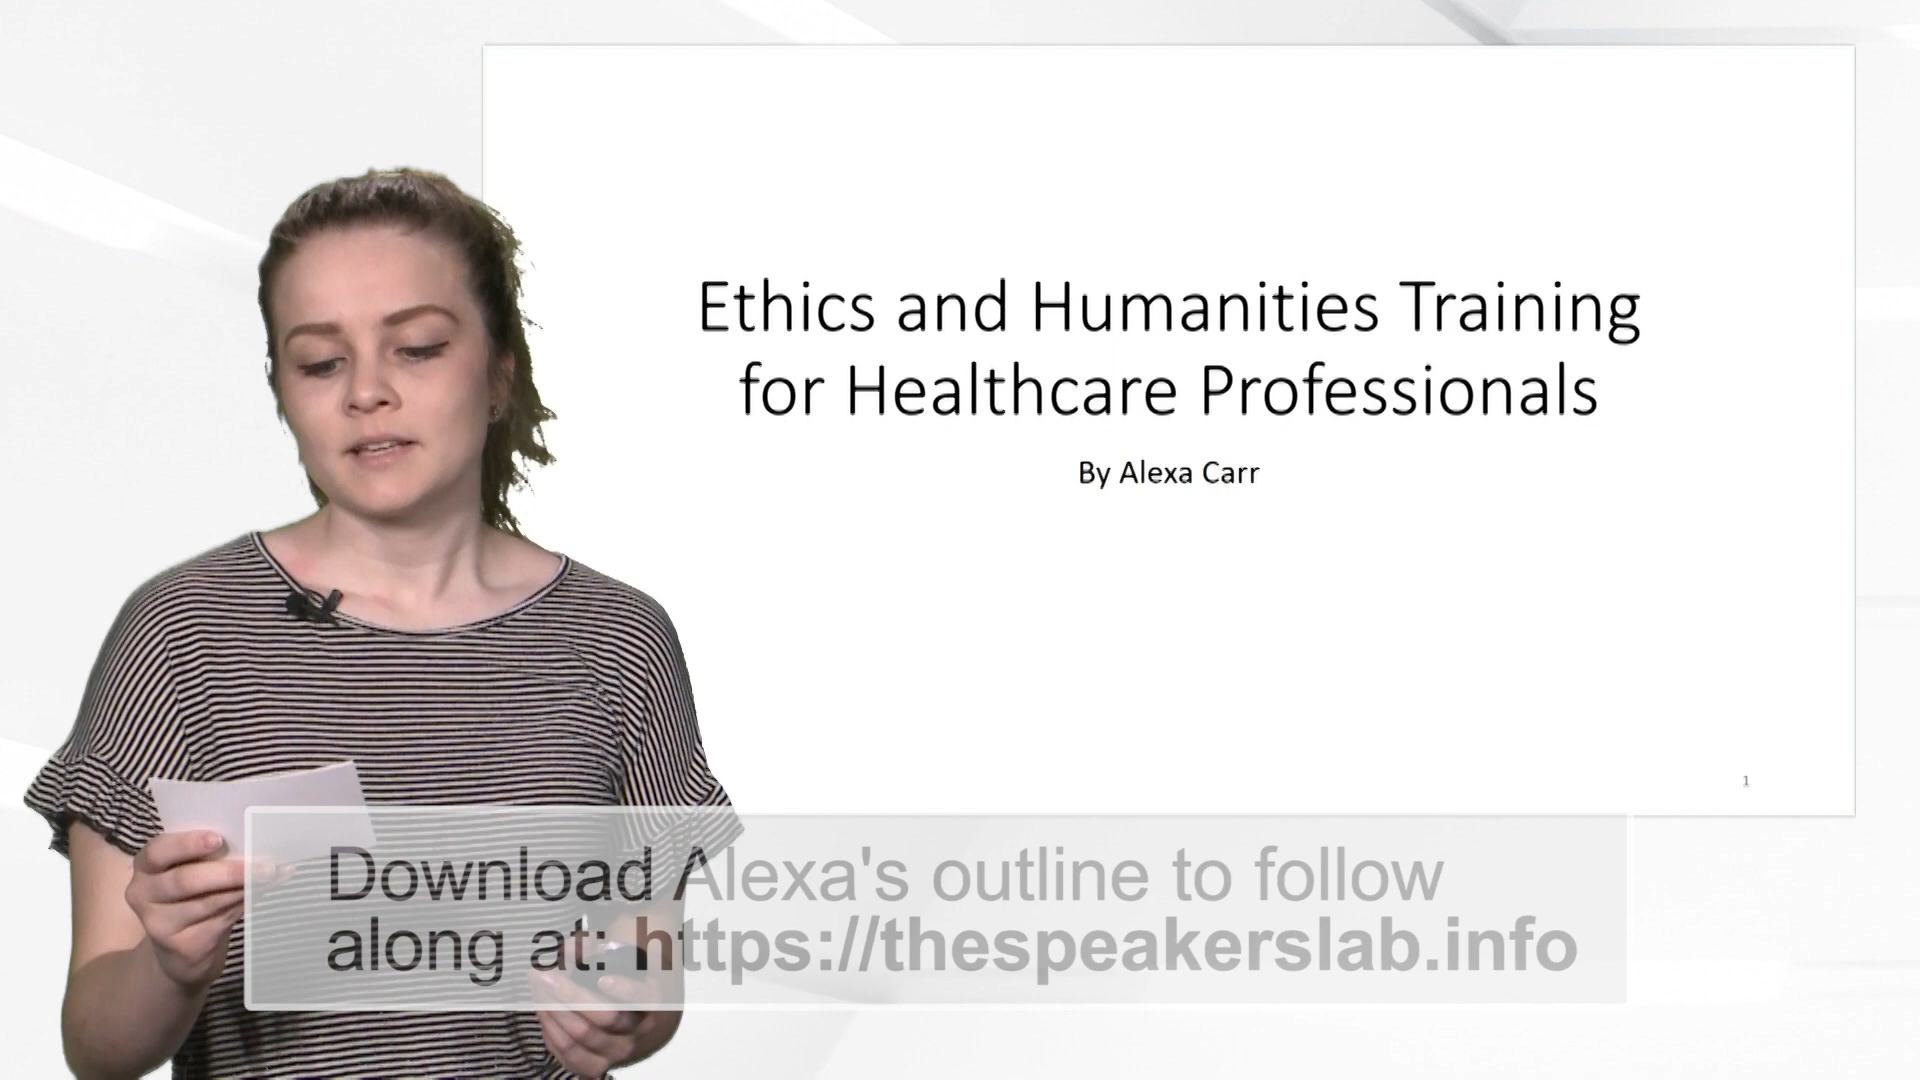 Ethics and Humanities Training
for Healthcare Professionals
By Alexa Carr
1
Download Alexa's outline to follow
along at: https://thespeakerslab.info